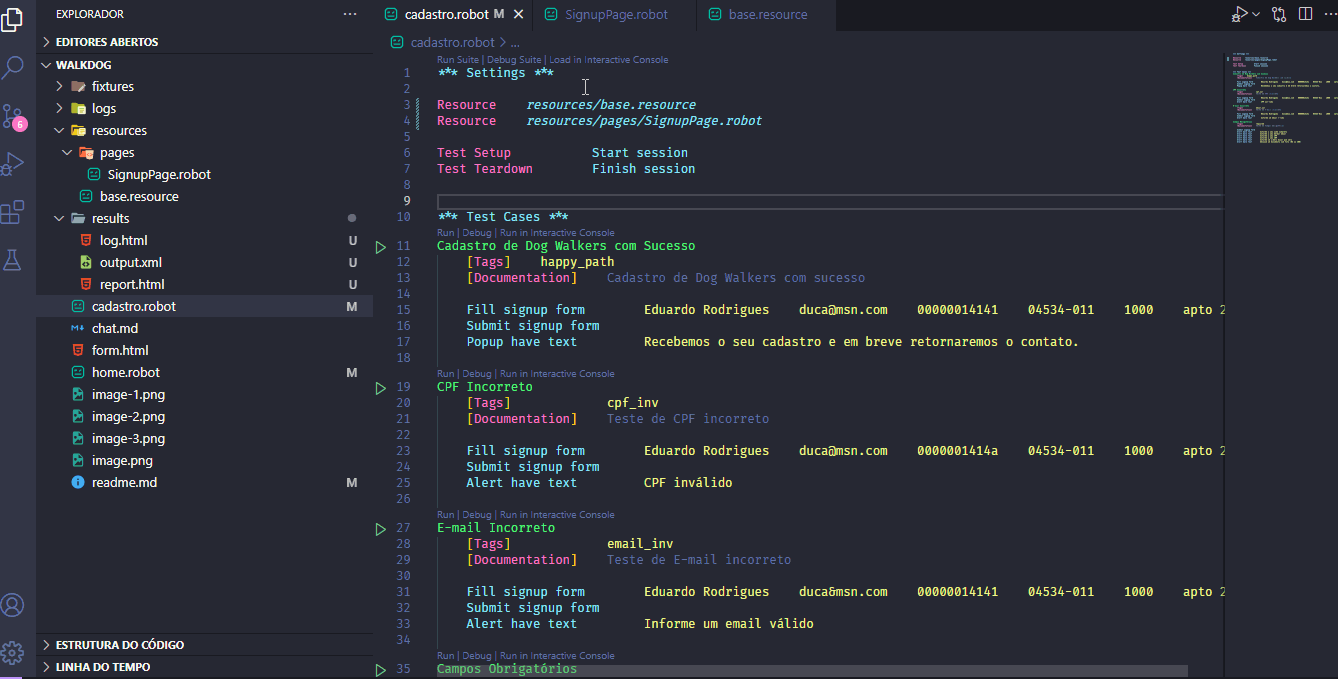 EXPLORADOR
EDITORES ABERTOS
WALKDOG
fixtures
logs
resources
pages
SignupPage.robot
base.resource
results
log.html U
output.xml U
report.html U
cadastro.robot M
chat.md
form.html
home.robot M
image-1.png
image-2.png
image-3.png
image.png
readme.md M
ESTRUTURA DO CÓDIGO
LINHA DO TEMPO
6
cadastro.robot M SignupPage.robot base.resource
cadastro.robot > ...
Run Suite | Debug Suite | Load in Interactive Console
1 *** Settings ***
2
3 Resource resources/base.resource
4 Resource resources/pages/SignupPage.robot
5
6 Test Setup Start session
7 Test Teardown Finish session
8
9
10 *** Test Cases ***
Run | Debug | Run in Interactive Console
11 Cadastro de Dog Walkers com Sucesso
12 [Tags] happy_path
13 [Documentation] Cadastro de Dog Walkers com sucesso
14
15 Fill signup form Eduardo Rodrigues duca@msn.com 00000014141 04534-011 1000 apto 2
16 Submit signup form
17 Popup have text Recebemos o seu cadastro e em breve retornaremos o contato.
18
Run | Debug | Run in Interactive Console
19 CPF Incorreto
20 [Tags] cpf_inv
21 [Documentation] Teste de CPF incorreto
22
23 Fill signup form Eduardo Rodrigues duca@msn.com 0000001414a 04534-011 1000 apto 2
24 Submit signup form
25 Alert have text CPF inválido
26
Run | Debug | Run in Interactive Console
27 E-mail Incorreto
28 [Tags] email_inv
29 [Documentation] Teste de E-mail incorreto
30
31 Fill signup form Eduardo Rodrigues duca&msn.com 00000014141 04534-011 1000 apto 2
32 Submit signup form
33 Alert have text Informe um email válido
34
Run | Debug | Run in Interactive Console
35 Campos Obrigatórios